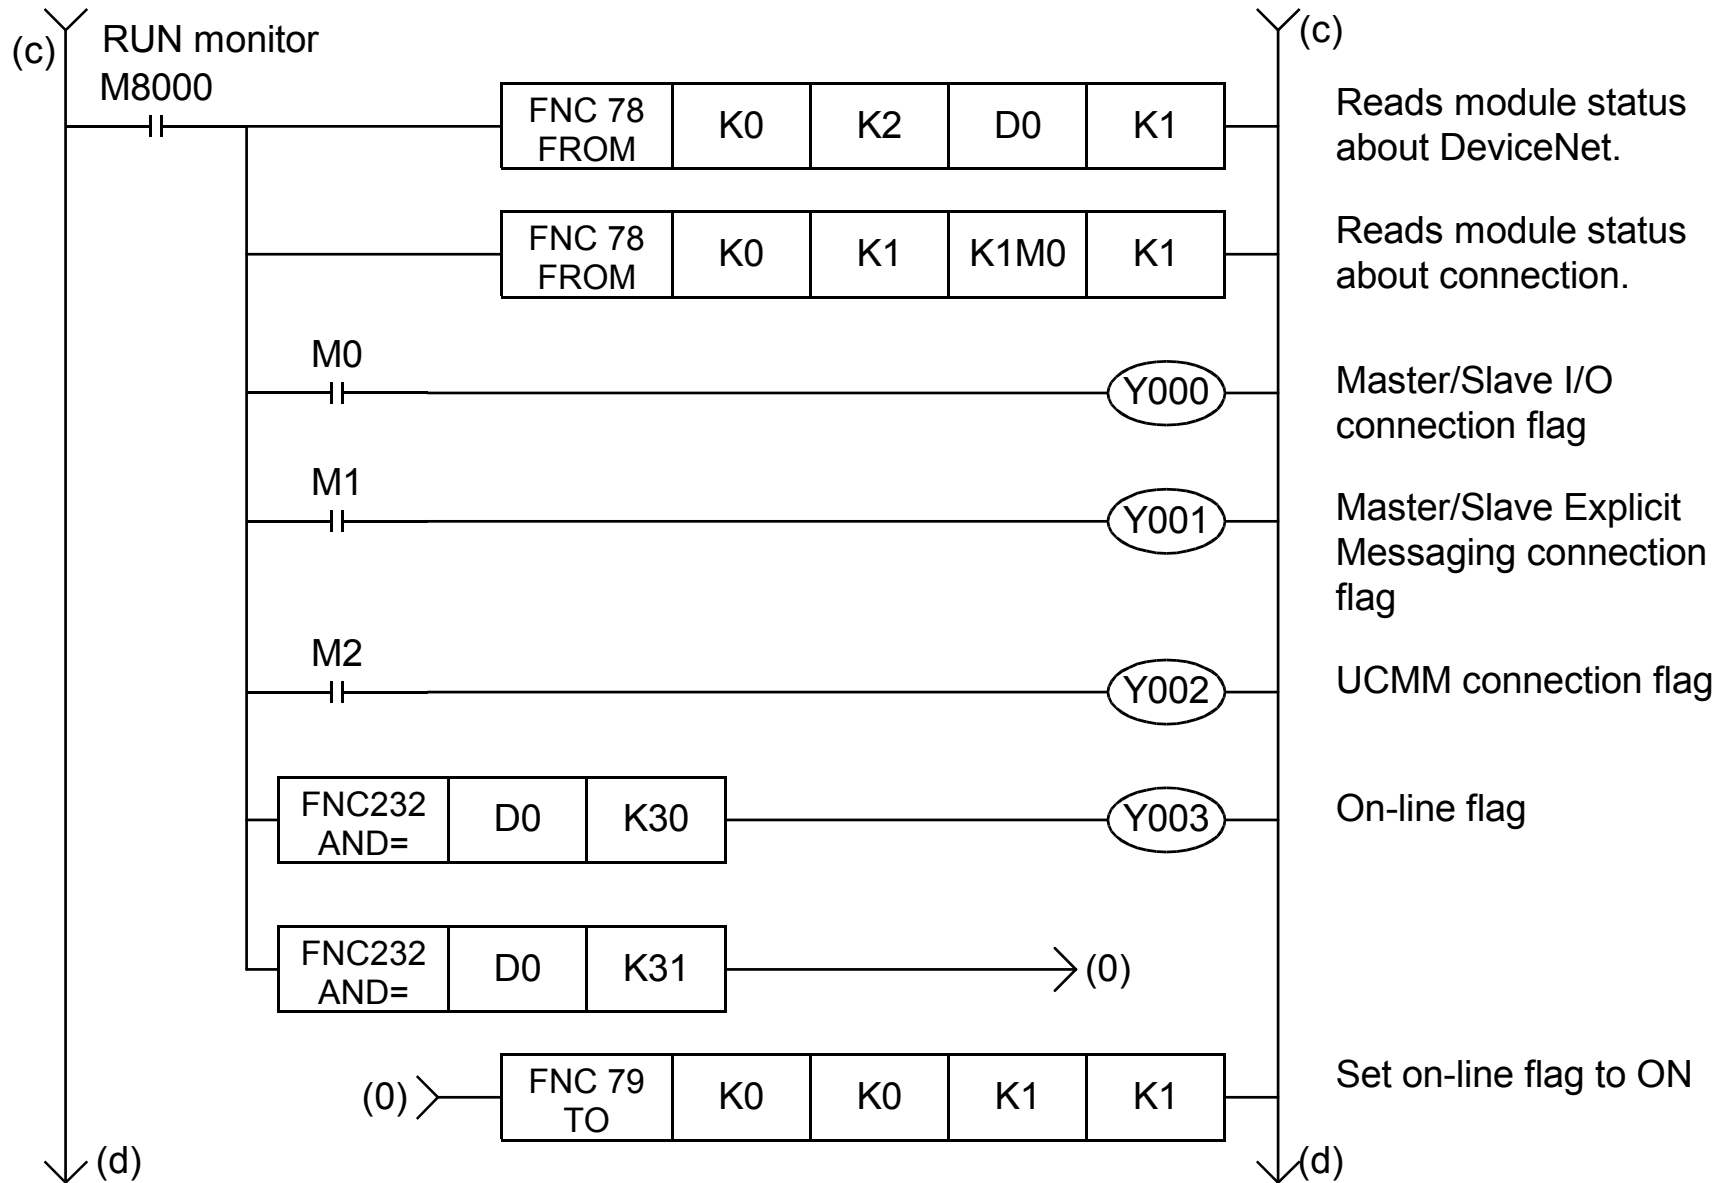 (c)
RUN monitor
M8000
(c)
FNC 78
FROM
K0
K2
D0
K1
Reads module status
about DeviceNet.
FNC 78
FROM
K0
K1
K1M0
K1
Reads module status
about connection.
M0
Y000
Master/Slave I/O
connection flag
M1
Y001
Master/Slave Explicit
Messaging connection
flag
M2
Y002
UCMM connection flag
FNC232
AND=
D0
K30
Y003
On-line flag
FNC232
AND=
D0
K31
(0)
(0)
FNC 79
TO
K0
K0
K1
K1
Set on-line flag to ON
(d)
(d)